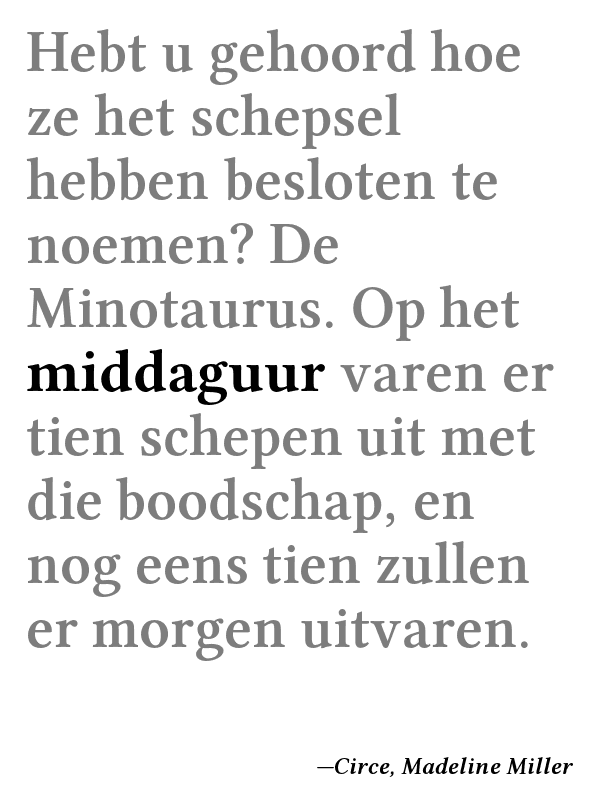 Hebt u gehoord hoe
ze het schepsel
hebben besloten te
noemen? De
Minotaurus. Op het
middaguur varen er
tien schepen uit met
die boodschap, en
nog eens tien zullen
er morgen uitvaren.
—Circe, Madeline Miller